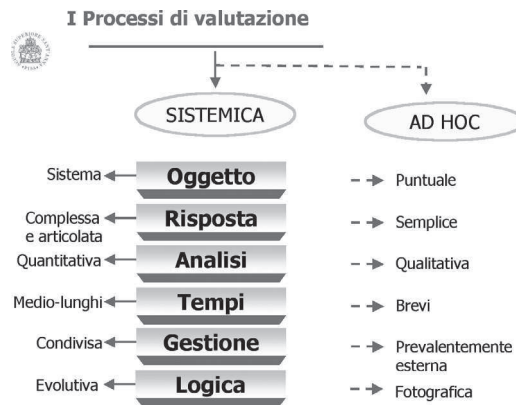 I Processi di valutazione
SISTEMICA
AD HOC
Sistema
Oggetto
Puntuale
Complessa
e articolata
Risposta
Semplice
Quantitativa
Analisi
Qualitativa
Medio-lunghi
Tempi
Brevi
Condivisa
Gestione
Prevalentemente
esterna
Evolutiva
Logica
Fotografica